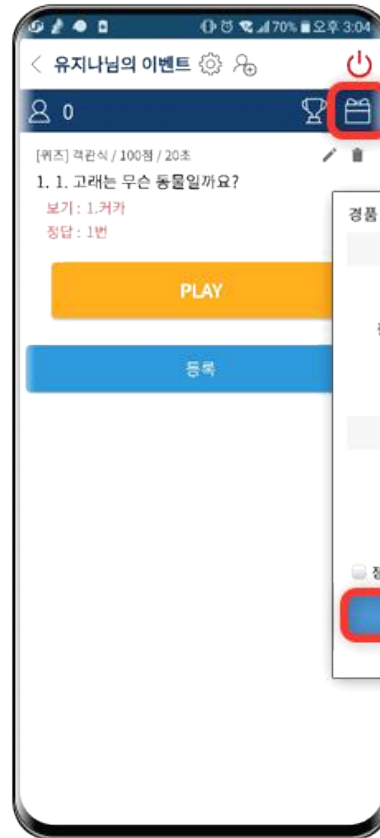 70% 오후 3:04
유지나님의 이벤트
0
[퀴즈] 객관식 / 100점 / 20초
1. 1. 고래는 무슨 동물일까요?
보기 : 1.커카
정답 : 1번
경품
PLAY
등록